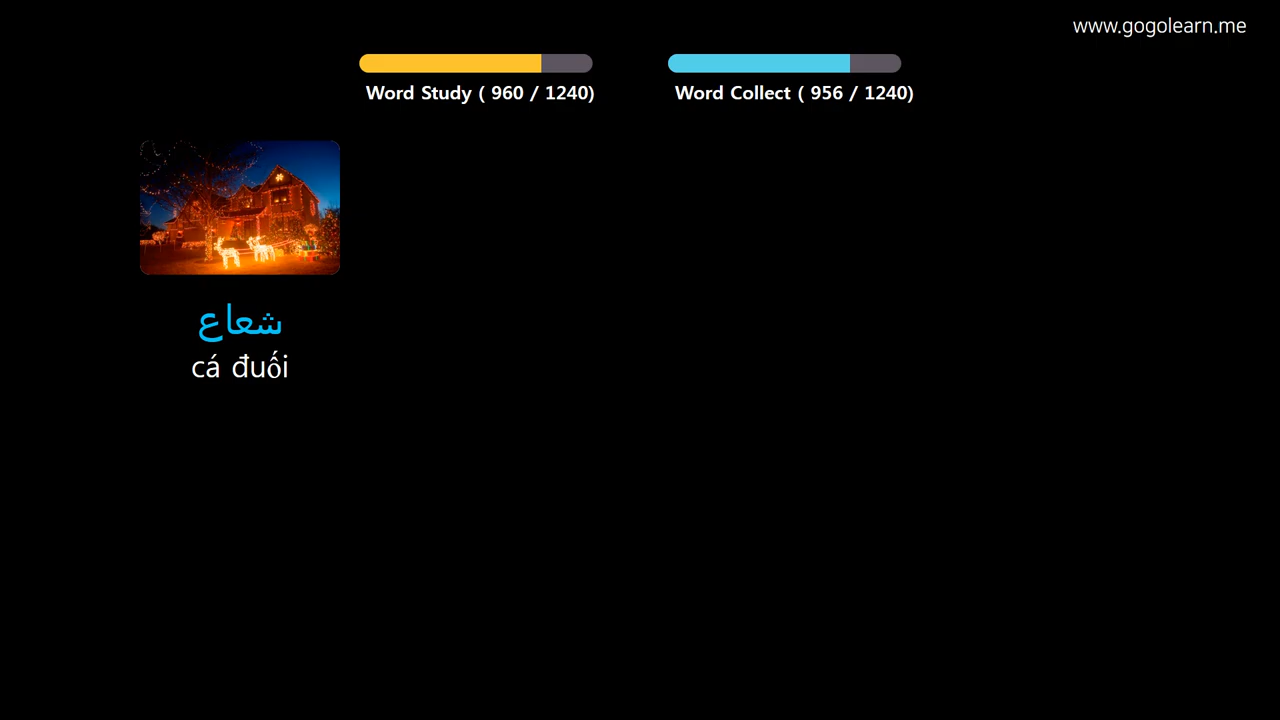 www.gogolearn.me
Word Study ( 960 / 1240)
Word Collect ( 956 / 1240)
شعاع
cá đuối